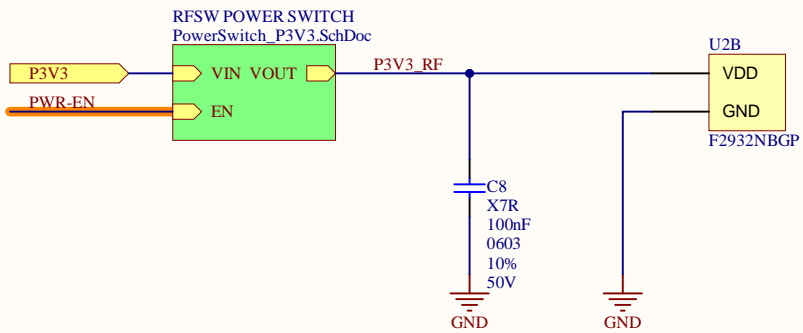 RFSW POWER SWITCH
PowerSwitch_P3V3.SchDoc
P3V3
VIN VOUT
P3V3_RF
PWR-EN
EN
U2B
VDD
GND
F2932NBGP
C8
X7R
100nF
0603
10%
50V
GND
GND